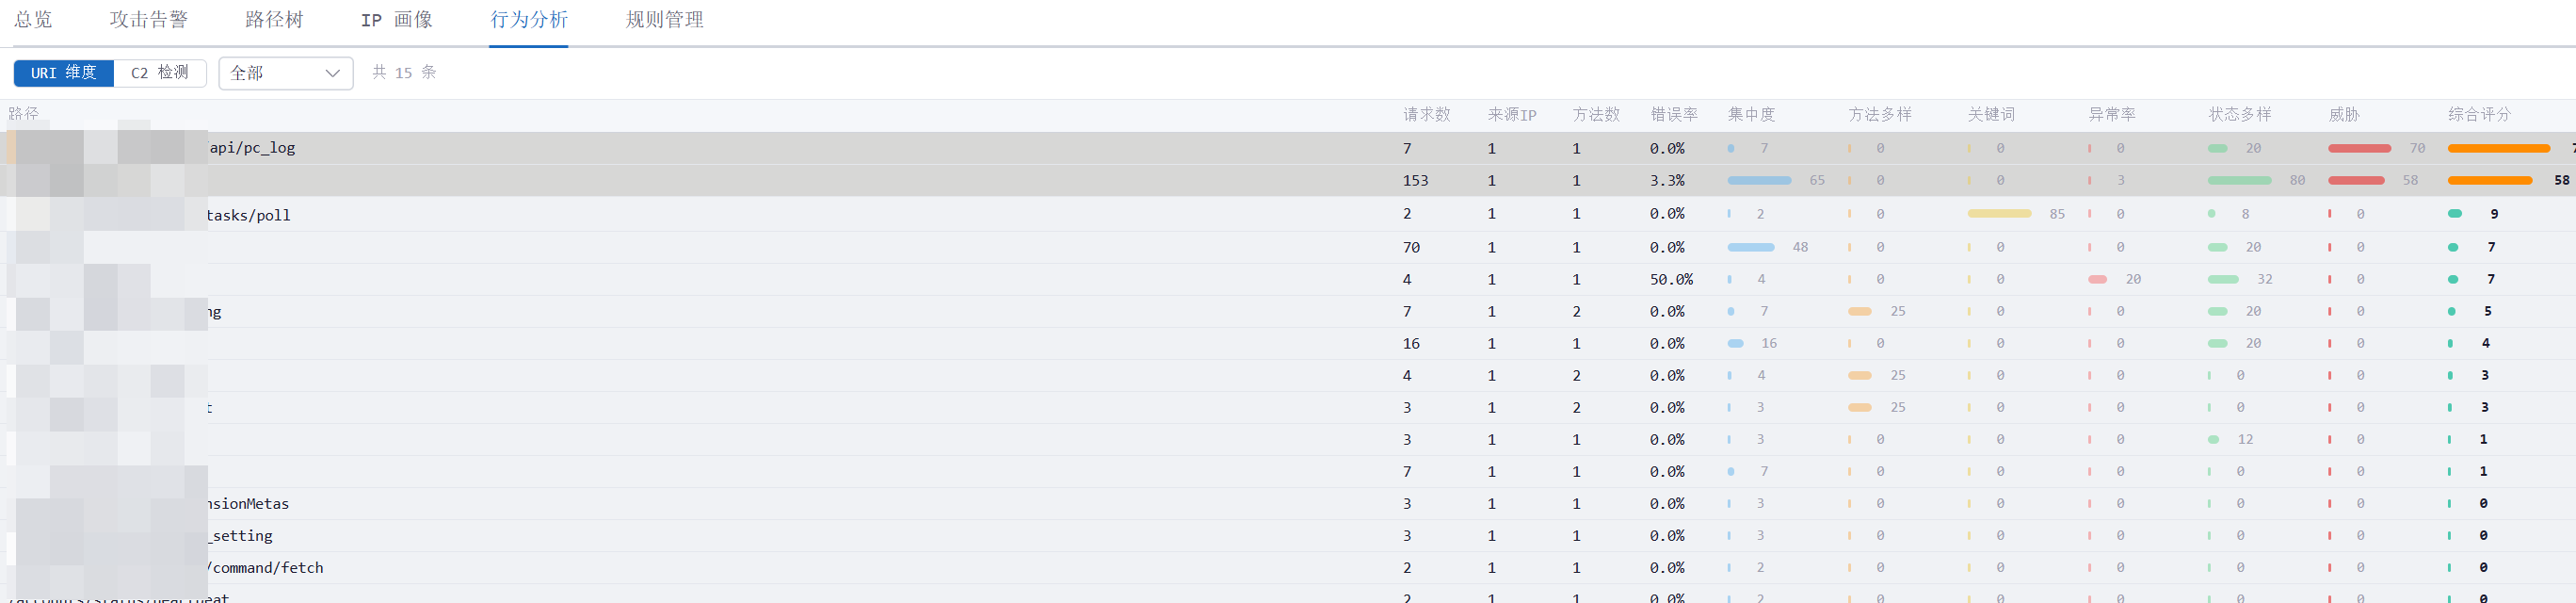 总览 攻击告警 路径树 IP 画像 行为分析 规则管理
URI 维度 C2 检测 全部 共 15 条
路径 请求数 来源IP 方法数 错误率 集中度 方法多样 关键词 异常率 状态多样 威胁 综合评分
/api/pc_log 7 1 1 0.0% 7 0 0 0 20 70
153 1 1 3.3% 65 0 0 3 80 58 58
tasks/poll 2 1 1 0.0% 2 0 85 0 8 0 9
70 1 1 0.0% 48 0 0 0 20 0 7
4 1 1 50.0% 4 0 0 20 32 0 7
ng 7 1 2 0.0% 7 25 0 0 20 0 5
16 1 1 0.0% 16 0 0 0 20 0 4
4 1 2 0.0% 4 25 0 0 0 0 3
t 3 1 2 0.0% 3 25 0 0 0 0 3
3 1 1 0.0% 3 0 0 0 12 0 1
7 1 1 0.0% 7 0 0 0 0 0 1
nsionMetas 3 1 1 0.0% 3 0 0 0 0 0 0
_setting 3 1 1 0.0% 3 0 0 0 0 0 0
/command/fetch 2 1 1 0.0% 2 0 0 0 0 0 0
2 1 1 0.0% 2 0 0 0 0 0 0